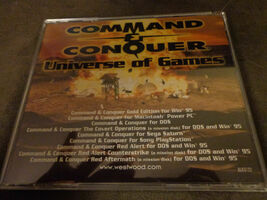 COMMAND
&
CONQUER
Universe of Games
Command & Conquer Gold Edition for Win 95
Command & Conquer for Macintosh Power PC
Command & Conquer for DOS
Command & Conquer The Covert Operations (a mission disk) for DOS and Win 95
Command & Conquer for Sega Saturn
Command & Conquer for Sony PlayStation
Command & Conquer Red Alert for DOS and Win 95
Command & Conquer Red Alert Counterstrike (a mission disk) for DOS and Win 95
Command & Conquer Red Aftermath (a mission disk) for DOS and Win 95
www.westwood.com